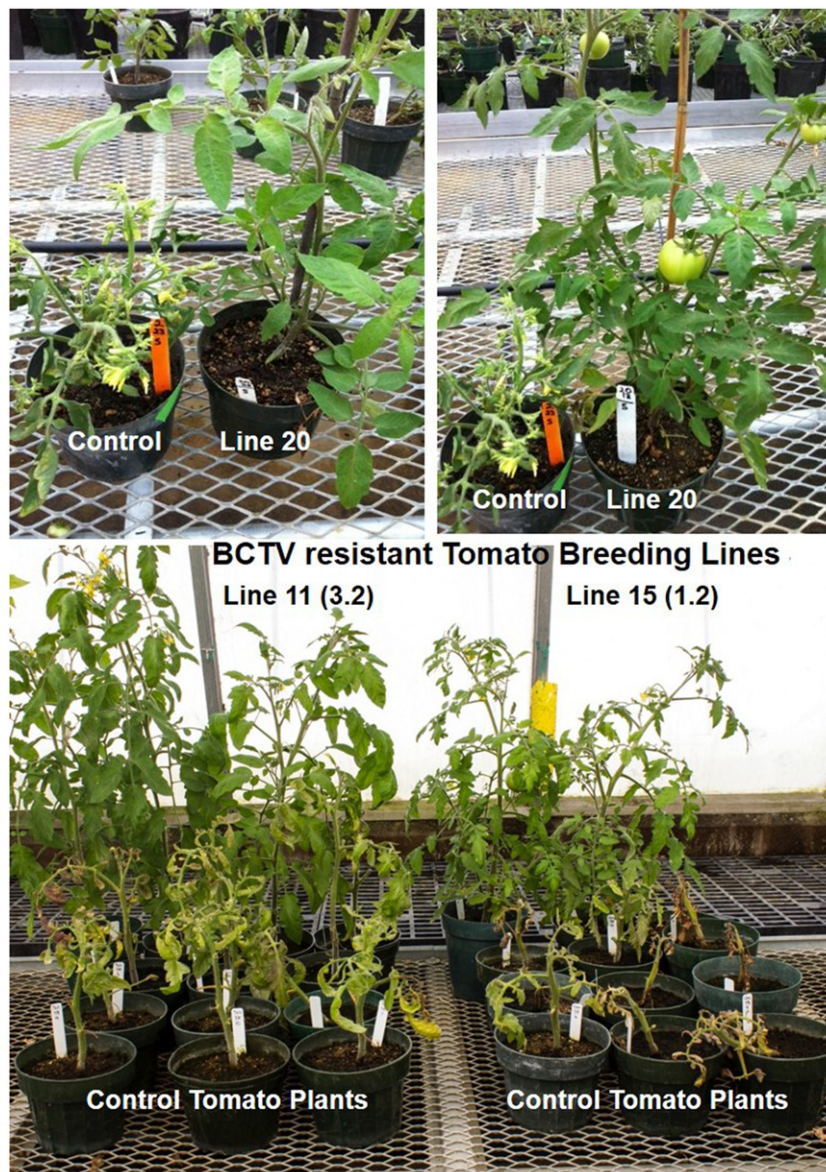 Control
Line 20
Control
Line 20
BCTV resistant Tomato Breeding Lines
Line 11 (3.2)
Line 15 (1.2)
Control Tomato Plants
Control Tomato Plants